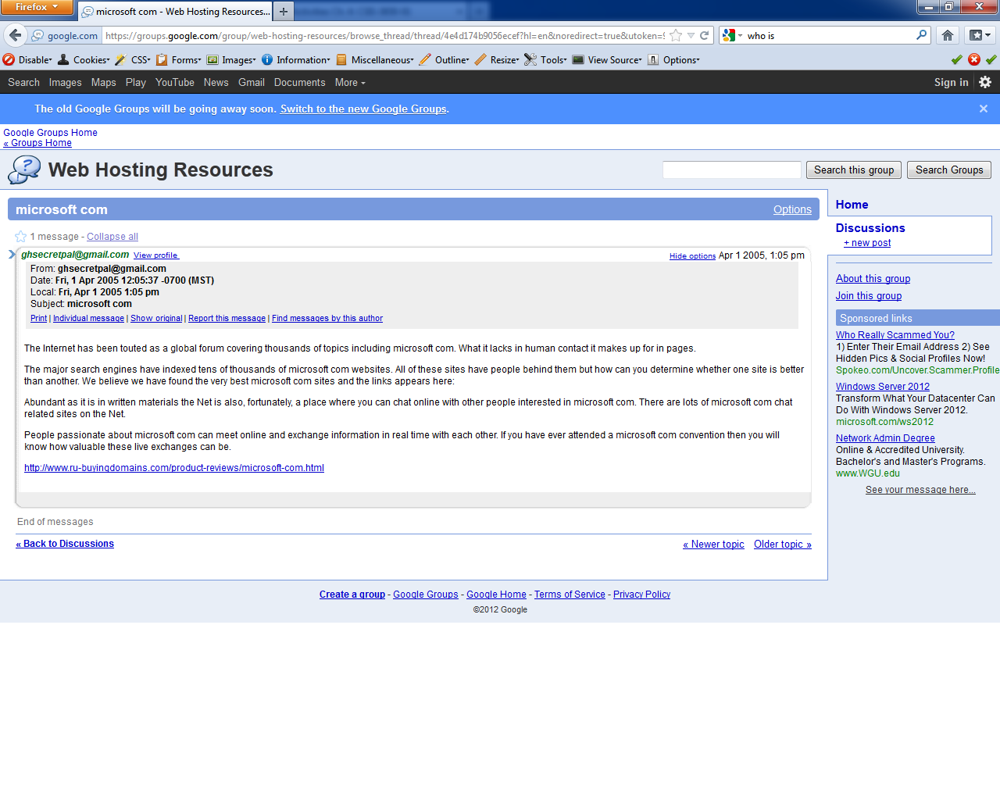 Firefox
microsoft com - Web Hosting Resources...
google.com https://groups.google.com/group/web-hosting-resources/browse_thread/thread/4e4d174b9056ecef?hl=en&noredirect=true&utoken= who is
Disable Cookies CSS Forms Images Information Miscellaneous Outline Resize Tools View Source Options
Search Images Maps Play YouTube News Gmail Documents More Sign in
The old Google Groups will be going away soon. Switch to the new Google Groups.
Google Groups Home
« Groups Home
Web Hosting Resources
Search this group Search Groups
microsoft com Options
1 message - Collapse all
ghsecretpal@gmail.com View profile Hide options Apr 1 2005, 1:05 pm
From: ghsecretpal@gmail.com
Date: Fri, 1 Apr 2005 12:05:37 -0700 (MST)
Local: Fri, Apr 1 2005 1:05 pm
Subject: microsoft com
Print | Individual message | Show original | Report this message | Find messages by this author
The Internet has been touted as a global forum covering thousands of topics including microsoft com. What it lacks in human contact it makes up for in pages.
The major search engines have indexed tens of thousands of microsoft com websites. All of these sites have people behind them but how can you determine whether one site is better
than another. We believe we have found the very best microsoft com sites and the links appears here:
Abundant as it is in written materials the Net is also, fortunately, a place where you can chat online with other people interested in microsoft com. There are lots of microsoft com chat
related sites on the Net.
People passionate about microsoft com can meet online and exchange information in real time with each other. If you have ever attended a microsoft com convention then you will
know how valuable these live exchanges can be.
http://www.ru-buyingdomains.com/product-reviews/microsoft-com.html
End of messages
« Back to Discussions « Newer topic Older topic »
Home
Discussions
+ new post
About this group
Join this group
Sponsored links
Who Really Scammed You?
1) Enter Their Email Address 2) See
Hidden Pics & Social Profiles Now!
Spokeo.com/Uncover.Scammer.Profile
Windows Server 2012
Transform What Your Datacenter Can
Do With Windows Server 2012.
microsoft.com/ws2012
Network Admin Degree
Online & Accredited University.
Bachelor's and Master's Programs.
www.WGU.edu
See your message here...
Create a group - Google Groups - Google Home - Terms of Service - Privacy Policy
©2012 Google